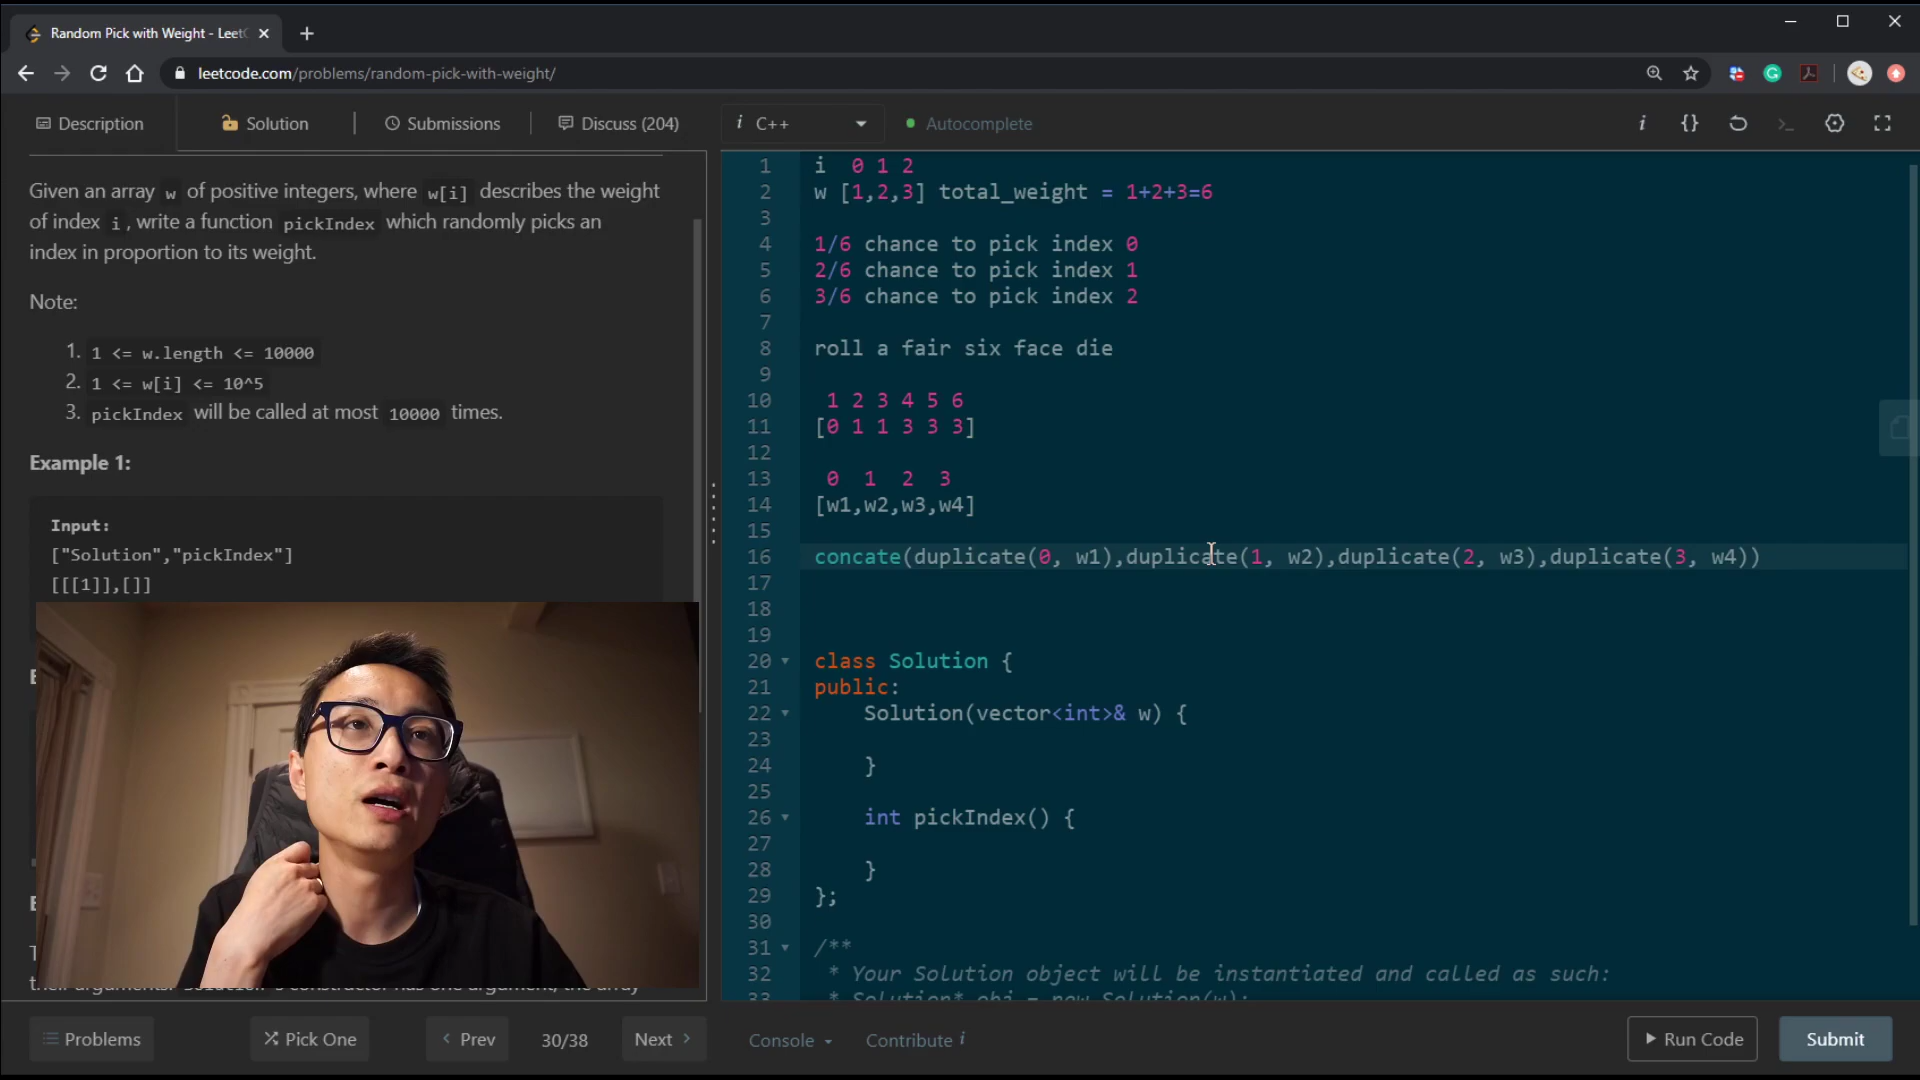 Random Pick with Weight - Leet
leetcode.com/problems/random-pick-with-weight/
Description
Solution
Submissions
Discuss (204)
i C++
Autocomplete
Given an array w of positive integers, where w[i] describes the weight
of index i , write a function pickIndex which randomly picks an
index in proportion to its weight.
Note:
1. 1 <= w.length <= 10000
2. 1 <= w[i] <= 10^5
3. pickIndex will be called at most 10000 times.
Example 1:
Input:
["Solution","pickIndex"]
[[[1]],[]]
1 i 0 1 2
2 w [1,2,3] total_weight = 1+2+3=6
3
4 1/6 chance to pick index 0
5 2/6 chance to pick index 1
6 3/6 chance to pick index 2
7
8 roll a fair six face die
9
10 1 2 3 4 5 6
11 [0 1 1 3 3 3]
12
13 0 1 2 3
14 [w1,w2,w3,w4]
15
16 concate(duplicate(0, w1),duplicate(1, w2),duplicate(2, w3),duplicate(3, w4))
17
18
19
20 class Solution {
21 public:
22 Solution(vector<int>& w) {
23
24 }
25
26 int pickIndex() {
27
28 }
29 };
30
31 /**
32 * Your Solution object will be instantiated and called as such:
33 * Solution* obj = new Solution(w);
Problems
Pick One
Prev
30/38
Next
Console
Contribute i
Run Code
Submit